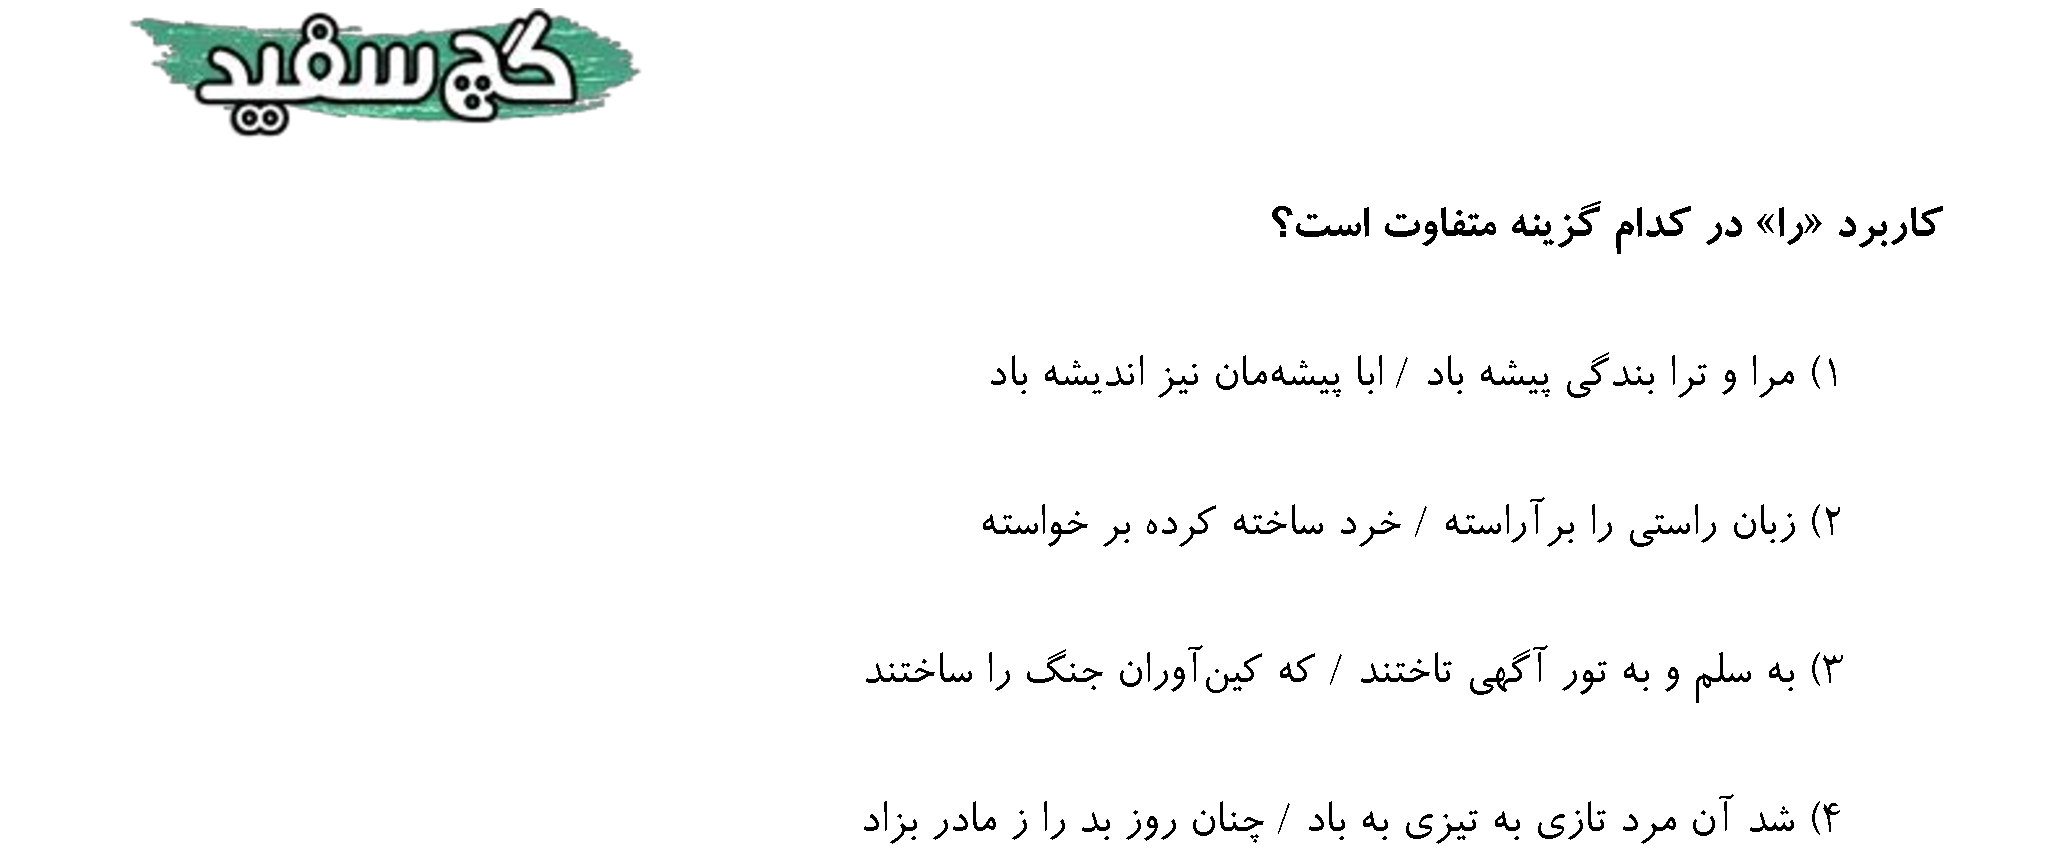 گچ سفید
کاربرد «را» در کدام گزینه متفاوت است؟
۱) مرا و ترا بندگی پیشه باد / ابا پیشه‌مان نیز اندیشه باد
۲) زبان راستی را برآراسته / خرد ساخته کرده بر خواسته
۳) به سلم و به تور آگهی تاختند / که کین‌آوران جنگ را ساختند
۴) شد آن مرد تازی به تیزی به باد / چنان روز بد را ز مادر بزاد